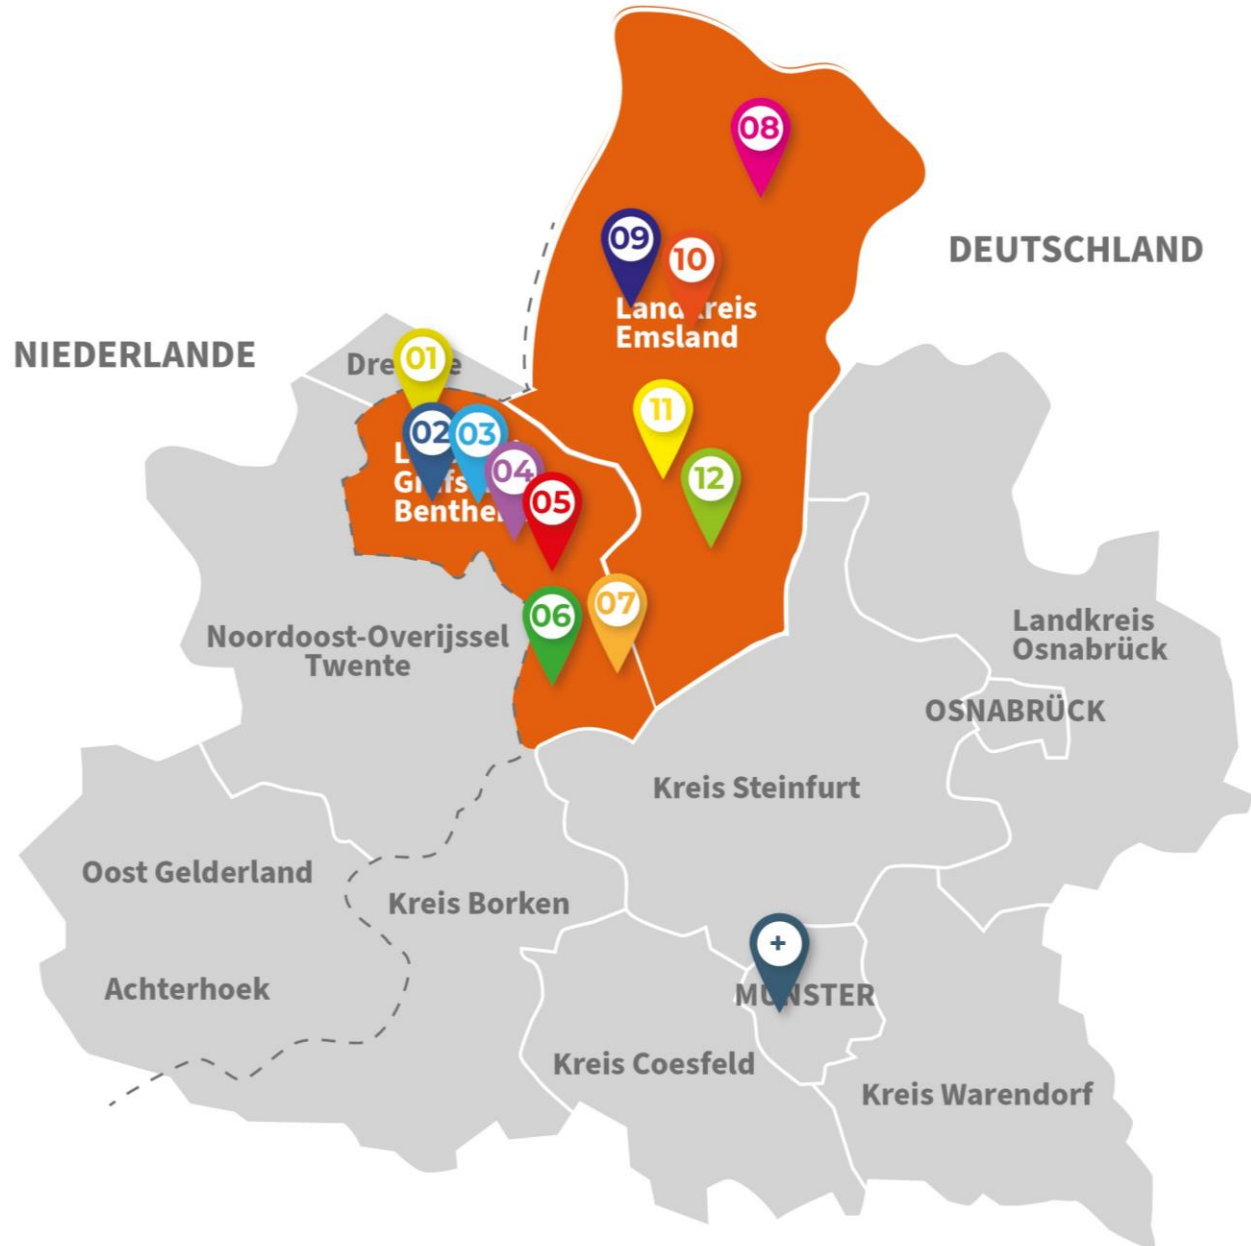 08
09
DEUTSCHLAND
10
Landkreis
Emsland
NIEDERLANDE
01
11
02
03
04
12
05
07
06
Landkreis
Osnabrück
Noordoost-Overijssel
Twente
OSNABRÜCK
Kreis Steinfurt
Oost Gelderland
Kreis Borken
+
Achterhoek
MÜNSTER
Kreis Coesfeld
Kreis Warendorf